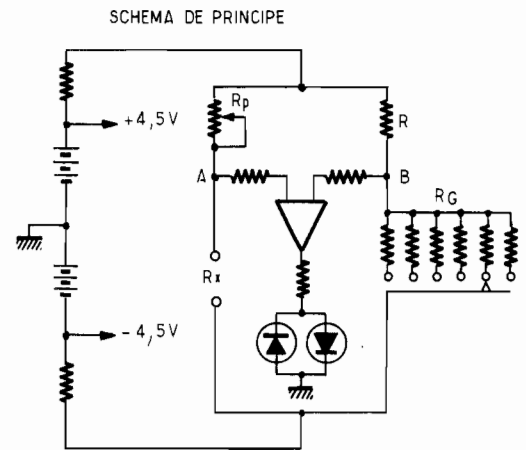 SCHEMA DE PRINCIPE
Rp
R
+4,5V
A
B
RG
Rx
-4,5V